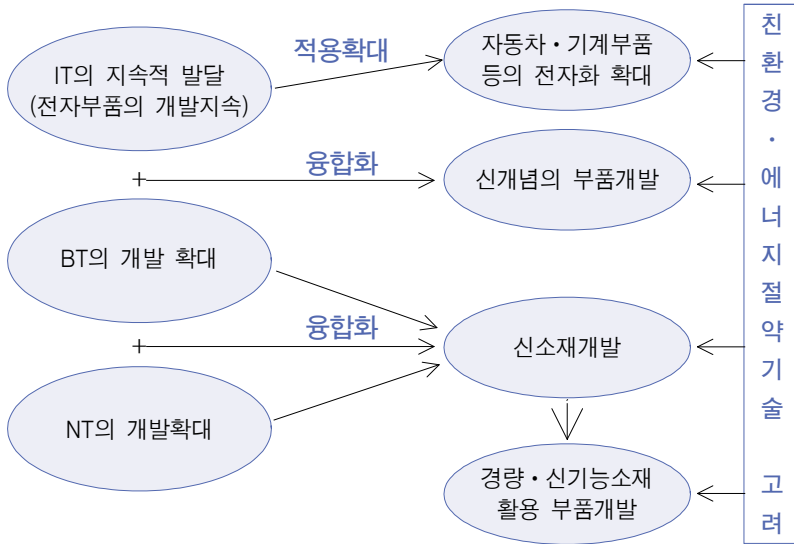 IT의 지속적 발달
(전자부품의 개발지속)
적용확대
자동차·기계부품
등의 전자화 확대
+
융합화
신개념의 부품개발
BT의 개발 확대
+
융합화
신소재개발
NT의 개발확대
경량·신기능소재
활용 부품개발
친
환
경
·
에
너
지
절
약
기
술
고
려